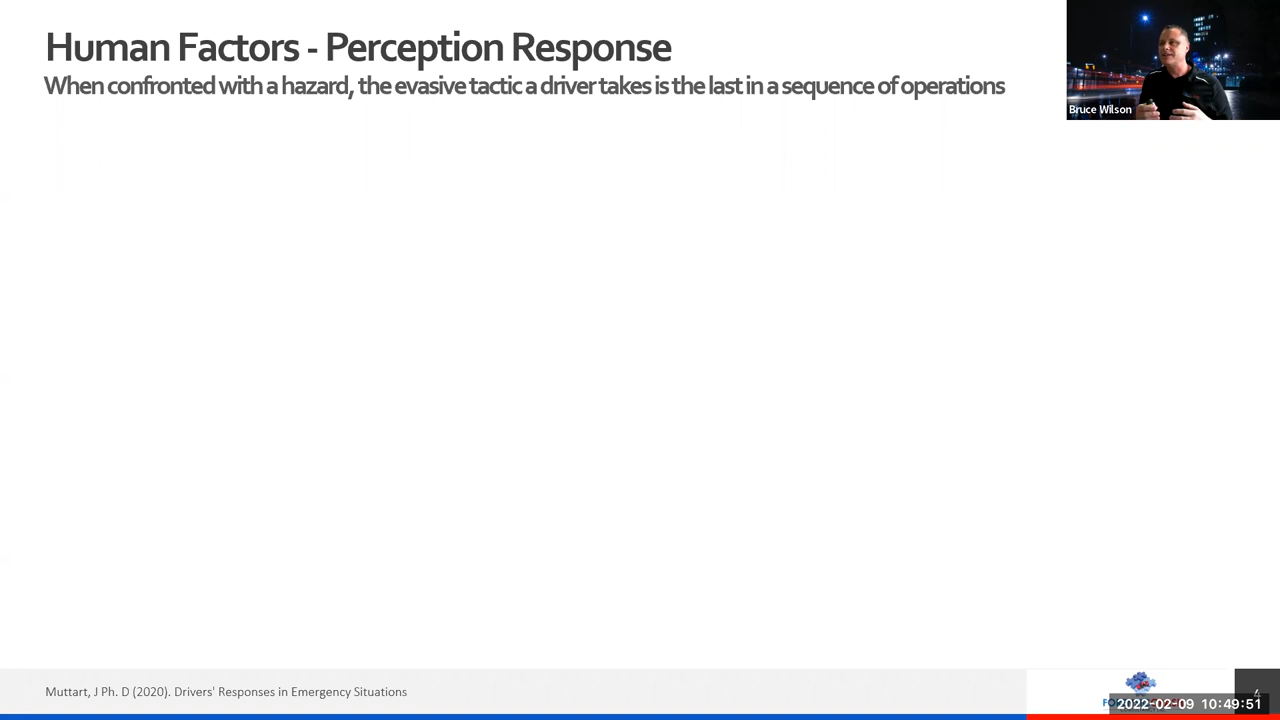 Human Factors - Perception Response
When confronted with a hazard, the evasive tactic a driver takes is the last in a sequence of operations
Bruce Wilson
Muttart, J Ph. D (2020). Drivers' Responses in Emergency Situations
4
2022-02-09 10:49:51